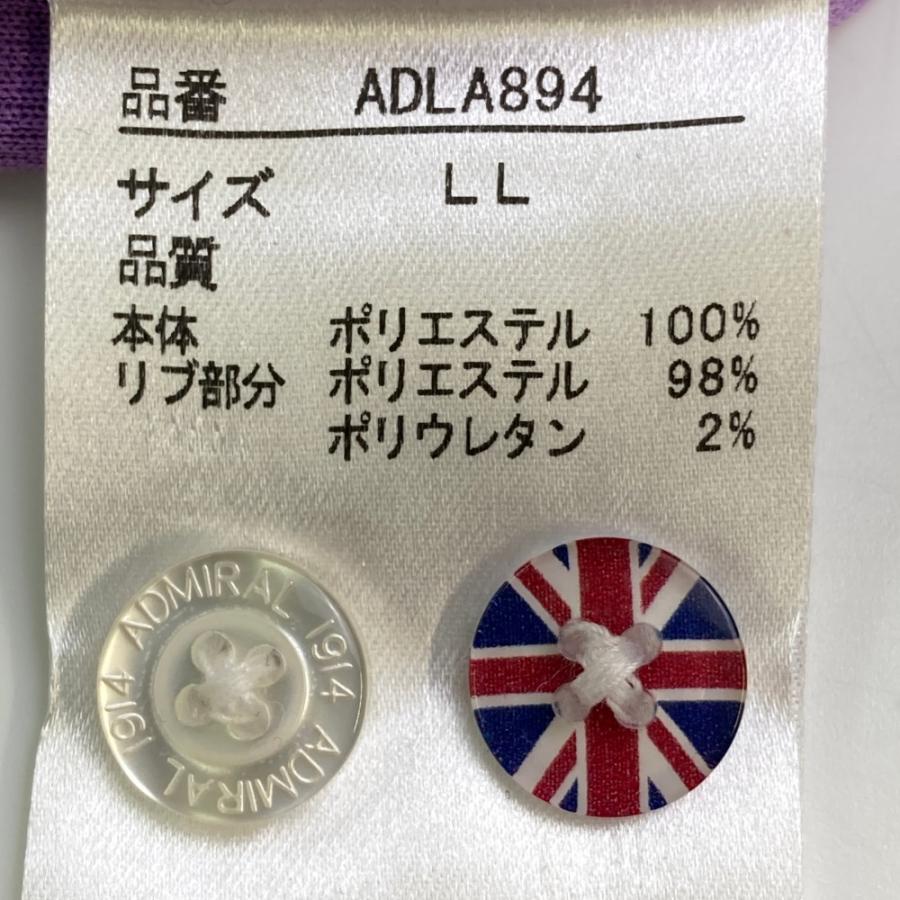 品番 ADLA894
サイズ LL
品質
本体 ポリエステル 100%
リブ部分 ポリエステル 98%
ポリウレタン 2%
1914 ADMIRAL 1914 ADMIRAL